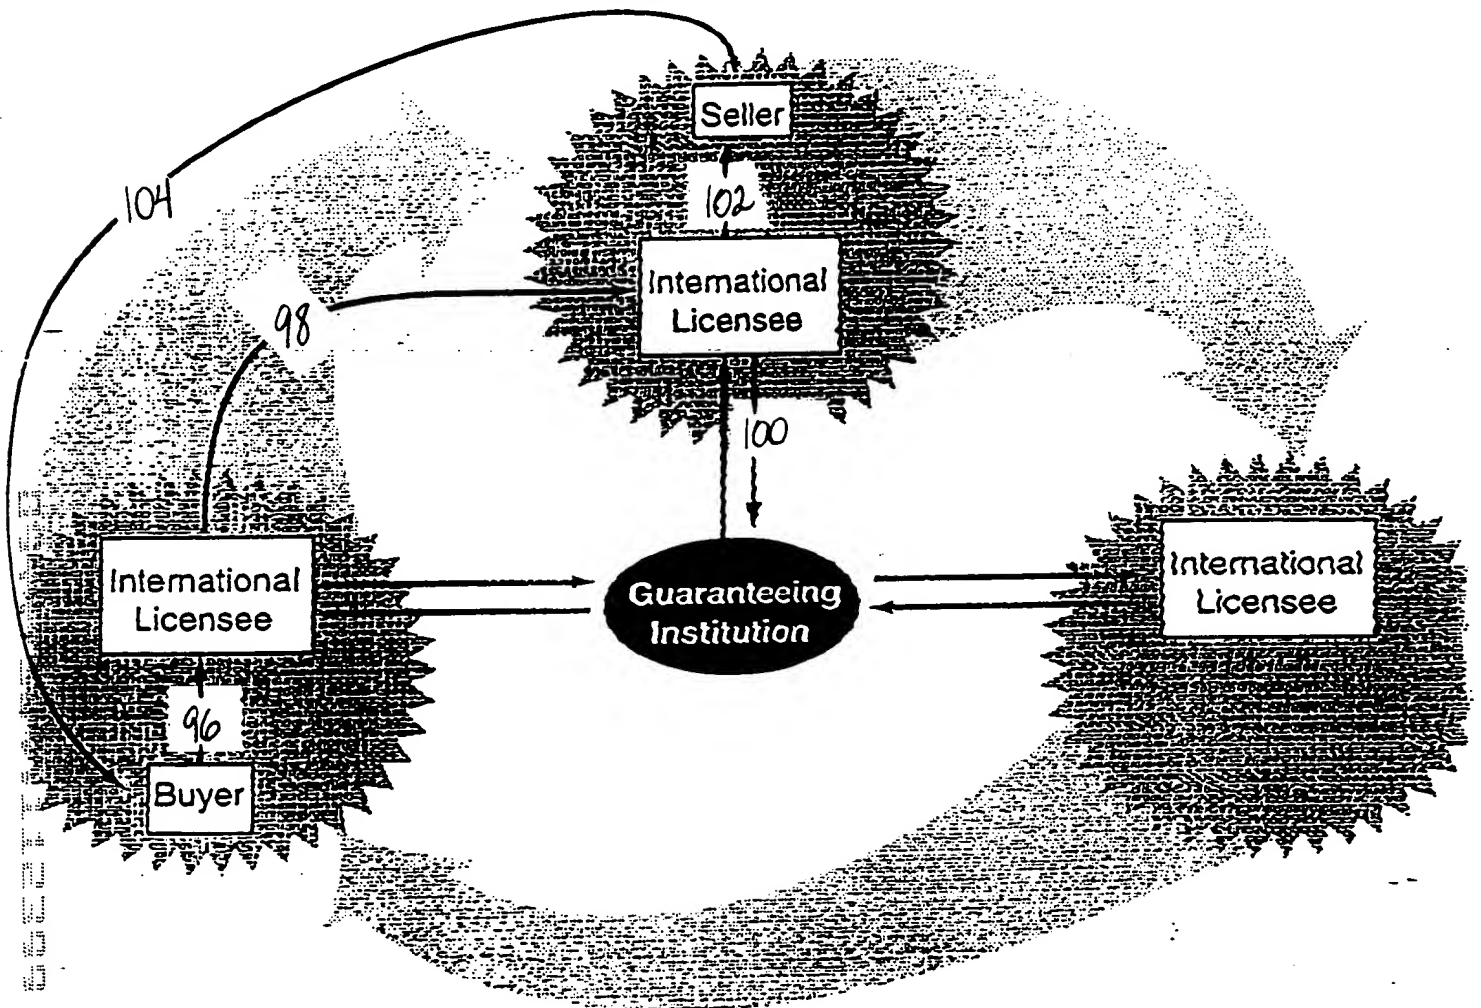 Seller
104
102
International
Licensee
98
100
International
Licensee
Guaranteeing
Institution
International
Licensee
96
Buyer